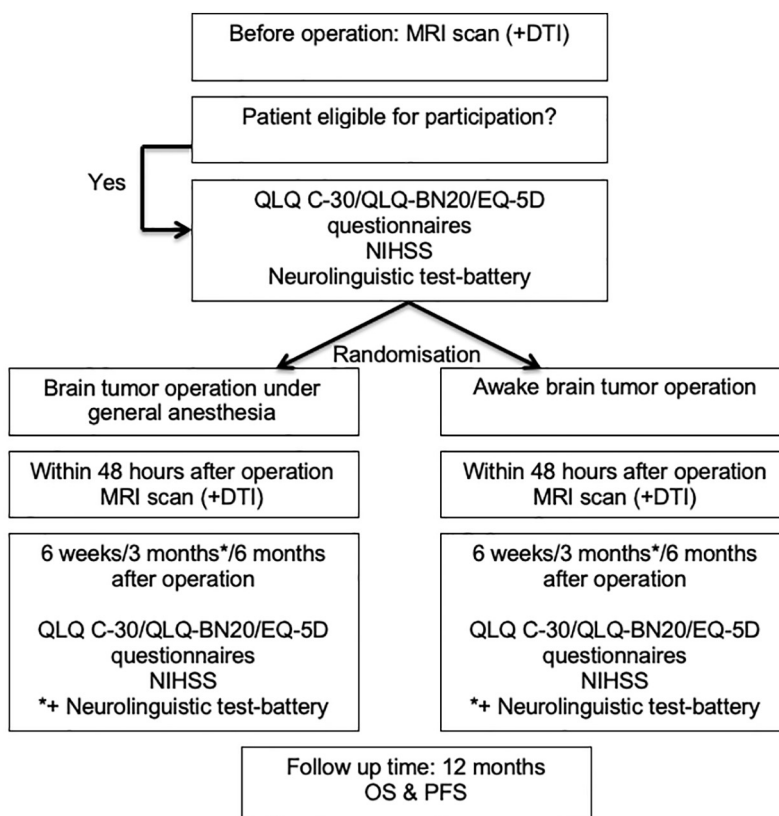 Before operation: MRI scan (+DTI)
Patient eligible for participation?
Yes
QLQ C-30/QLQ-BN20/EQ-5D
questionnaires
NIHSS
Neurolinguistic test-battery
Randomisation
Brain tumor operation under
general anesthesia
Within 48 hours after operation
MRI scan (+DTI)
6 weeks/3 months*/6 months
after operation
QLQ C-30/QLQ-BN20/EQ-5D
questionnaires
NIHSS
*+ Neurolinguistic test-battery
Awake brain tumor operation
Within 48 hours after operation
MRI scan (+DTI)
6 weeks/3 months*/6 months
after operation
QLQ C-30/QLQ-BN20/EQ-5D
questionnaires
NIHSS
*+ Neurolinguistic test-battery
Follow up time: 12 months
OS & PFS